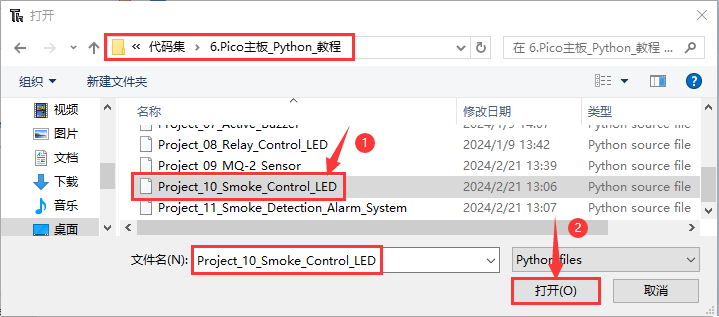 打开
« 代码集 › 6.Pico主板_Python_教程
在 6.Pico主板_Python_教程 ...
组织 新建文件夹
名称 修改日期 类型
视频
图片
文档
下载
音乐
桌面
Project_07_Active_Buzzer 2024/1/9 14:07 Python source file
Project_08_Relay_Control_LED 2024/1/9 13:42 Python source file
Project_09_MQ-2_Sensor 2024/2/21 13:39 Python source file
Project_10_Smoke_Control_LED 2024/2/21 13:06 Python source file
Project_11_Smoke_Detection_Alarm_System 2024/2/21 13:07 Python source file
1
2
文件名(N): Project_10_Smoke_Control_LED Python files
打开(O) 取消